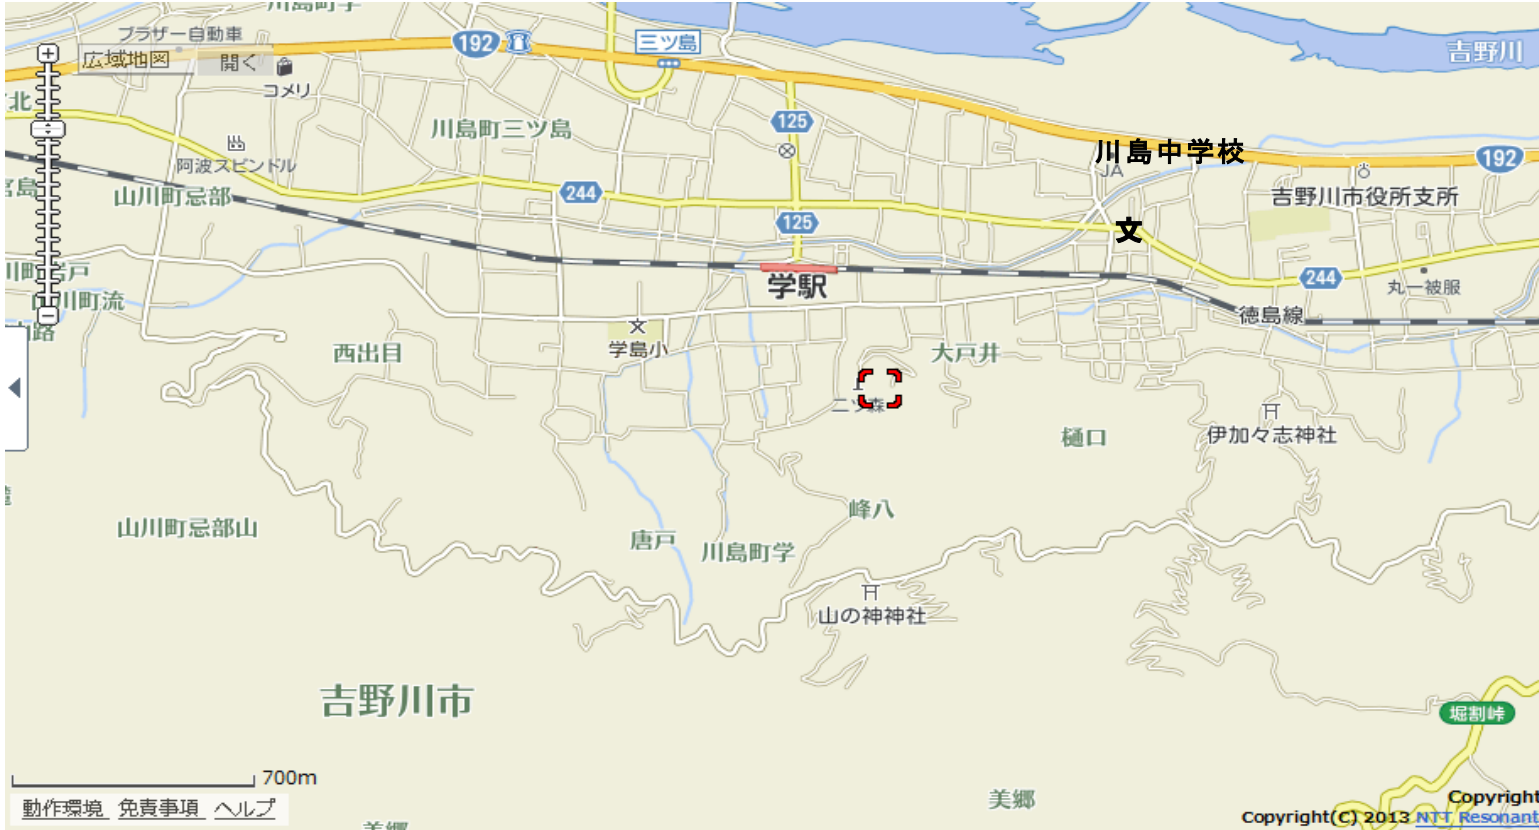 川島町学
ブラザー自動車
192
三ツ島
吉野川
広域地図
開く
コメリ
北
125
川島町三ツ島
川島中学校
192
阿波スピンドル
JA
山川町忌部
244
吉野川市役所支所
宮島
125
文
244
学駅
丸一被服
山川町流
徳島線
学島小
西出目
大戸井
二ツ森
樋口
伊加々志神社
峰八
山川町忌部山
唐戸
川島町学
山の神神社
吉野川市
堀割峠
700m
美郷
動作環境 免責事項 ヘルプ
Copyright
Copyright(C) 2013 NTT Resonant
美郷